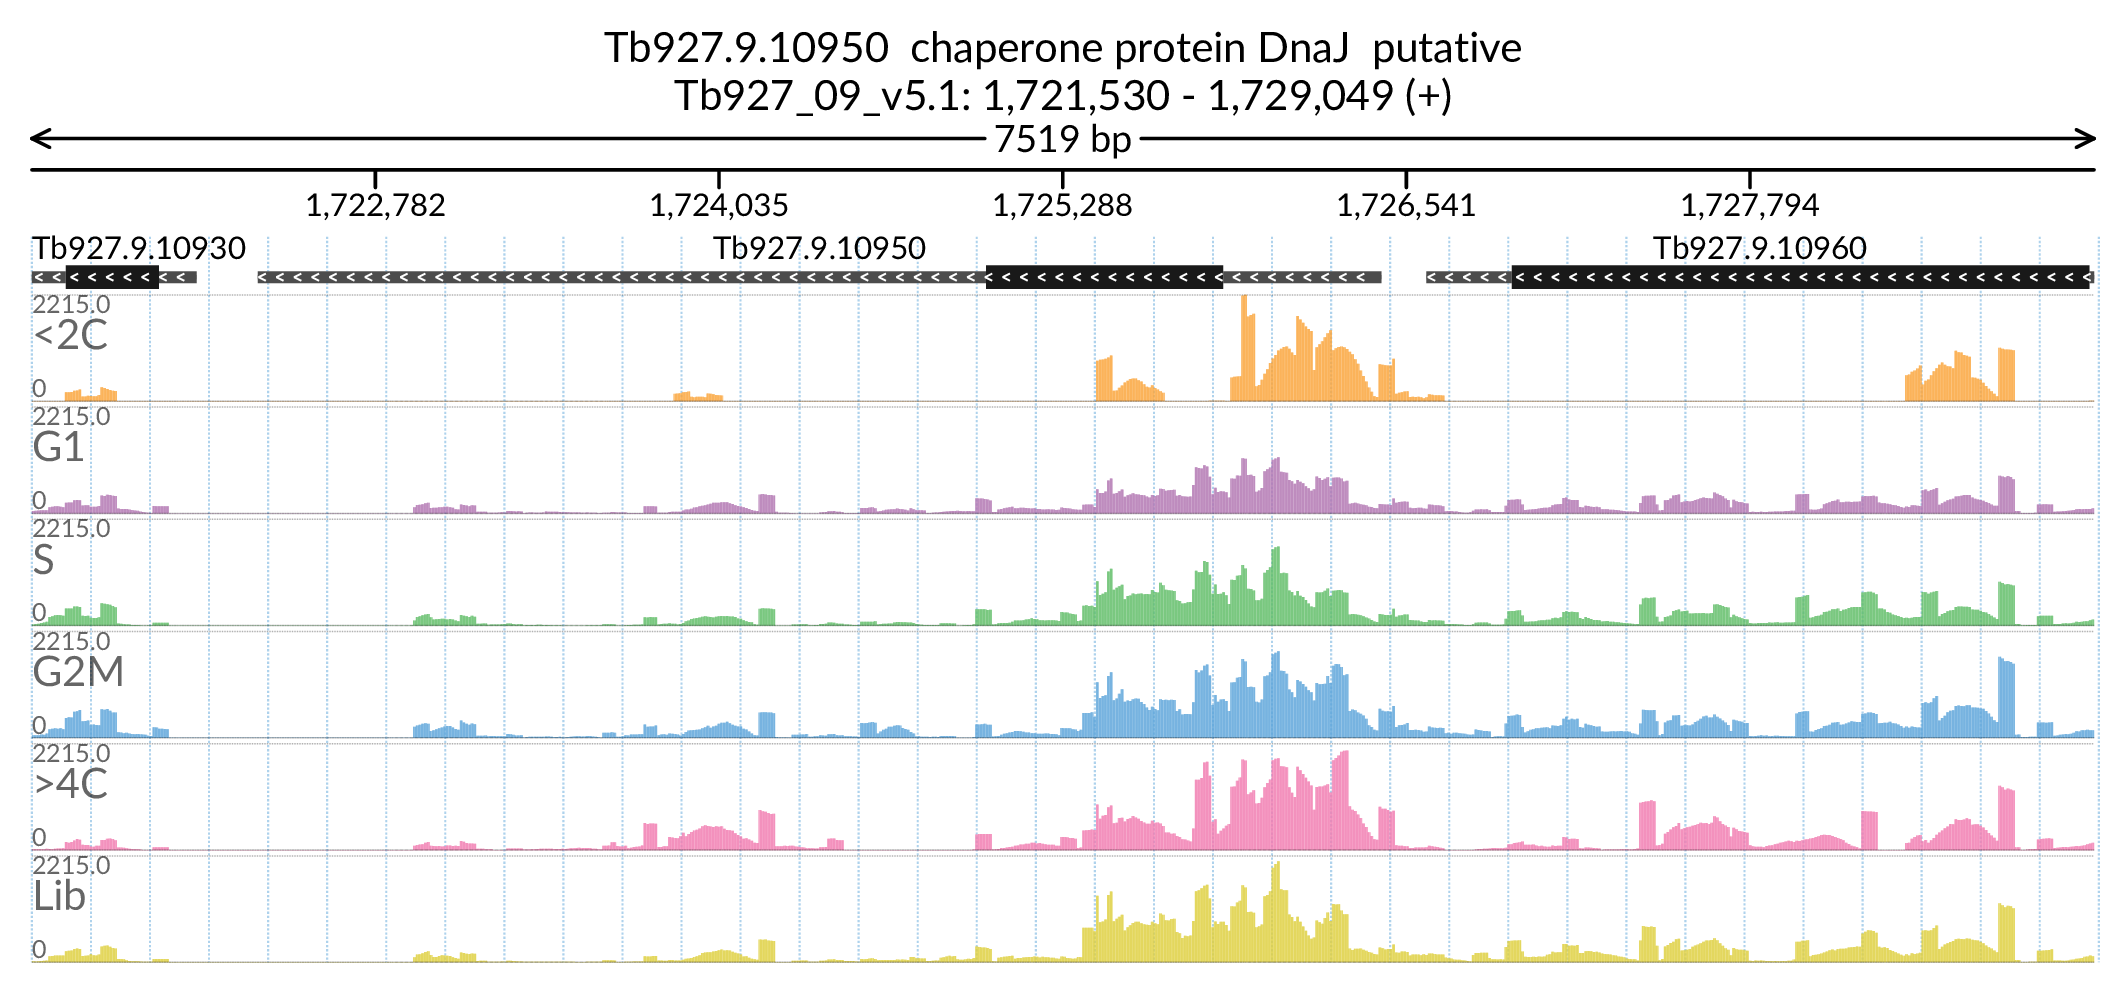 Tb927.9.10950 chaperone protein DnaJ putative
Tb927_09_v5.1: 1,721,530 - 1,729,049 (+)
7519 bp
1,722,782 1,724,035 1,725,288 1,726,541 1,727,794
Tb927.9.10930 Tb927.9.10950 Tb927.9.10960
2215.0
<2C
0
2215.0
G1
0
2215.0
S
0
2215.0
G2M
0
2215.0
>4C
0
2215.0
Lib
0